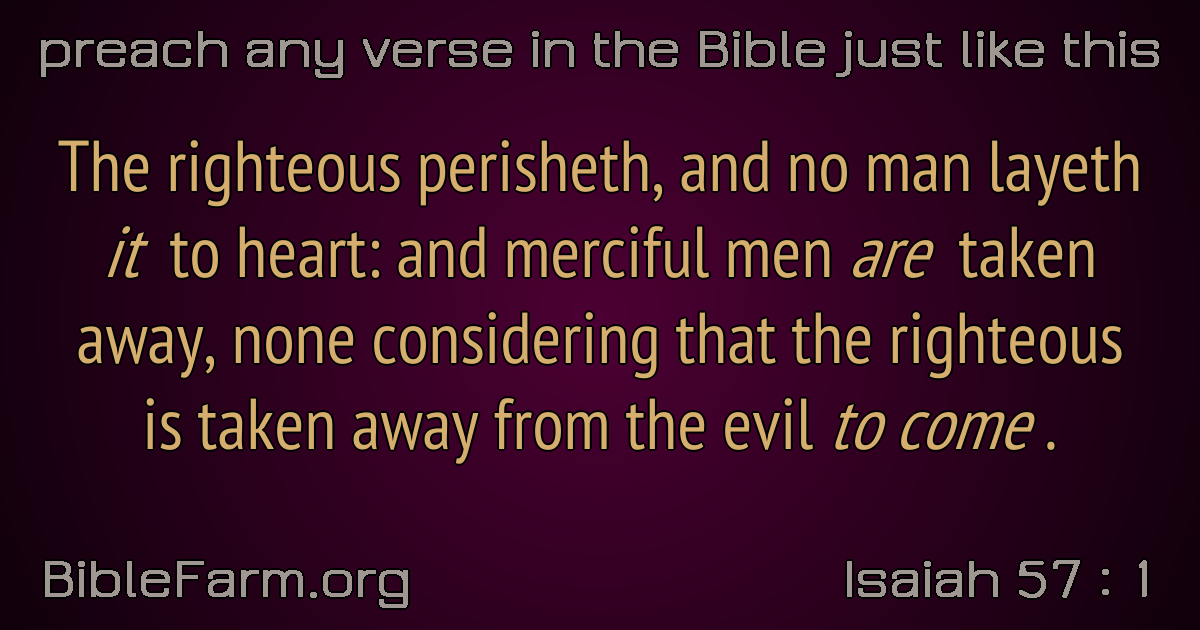 preach any verse in the Bible just like this
The righteous perisheth, and no man layeth
it to heart: and merciful men are taken
away, none considering that the righteous
is taken away from the evil to come .
BibleFarm.org
Isaiah 57 : 1